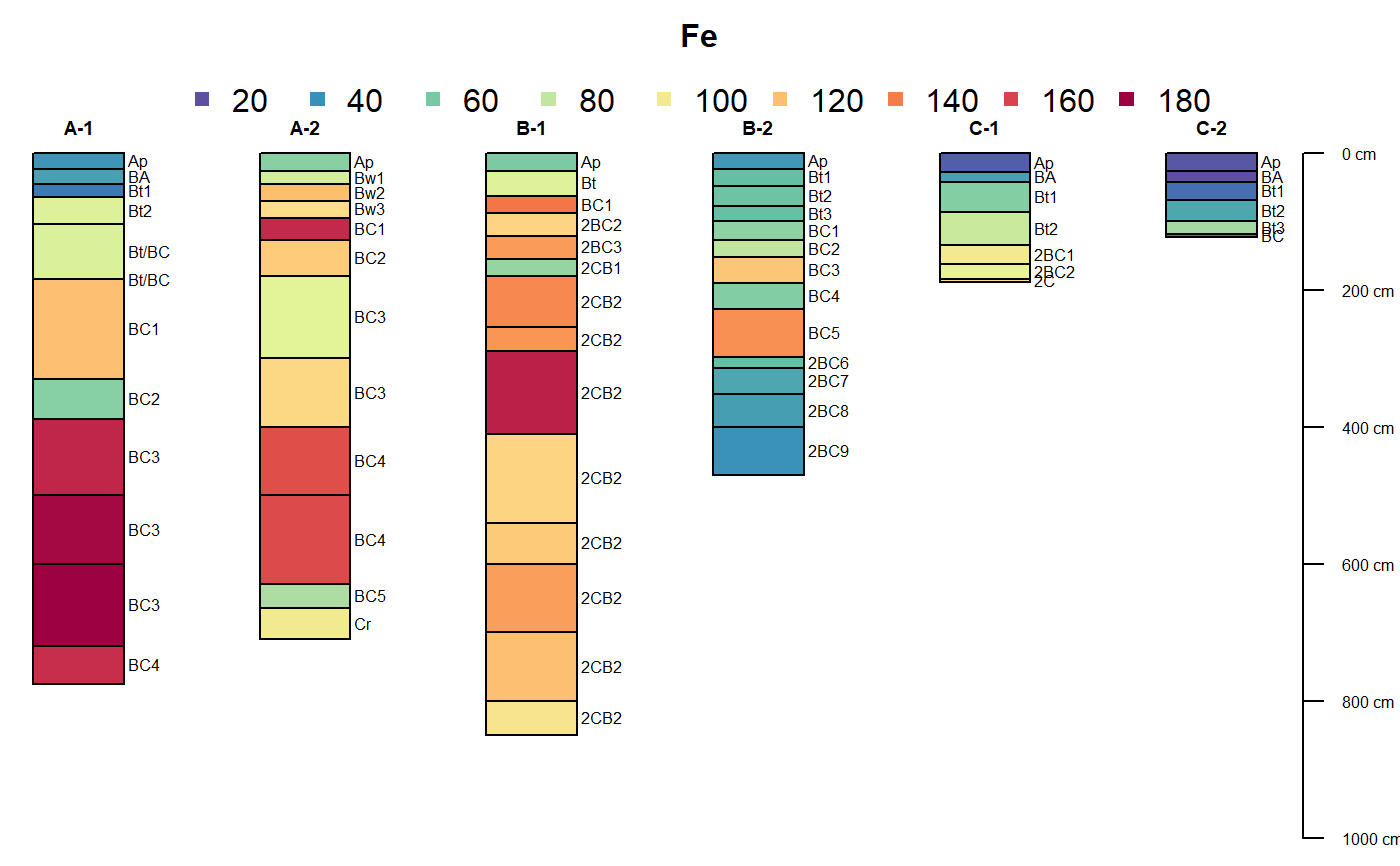 Fe
20 40 60 80 100 120 140 160 180
A-1 A-2 B-1 B-2 C-1 C-2
Ap
BA
Bt1
Bt2
Bt/BC
Bt/BC
BC1
BC2
BC3
BC3
BC3
BC4
Ap
Bw1
Bw2
Bw3
BC1
BC2
BC3
BC3
BC4
BC4
BC5
Cr
Ap
Bt
BC1
2BC2
2BC3
2CB1
2CB2
2CB2
2CB2
2CB2
2CB2
2CB2
2CB2
2CB2
Ap
Bt1
Bt2
Bt3
BC1
BC2
BC3
BC4
BC5
2BC6
2BC7
2BC8
2BC9
Ap
BA
Bt1
Bt2
2BC1
2BC2
2C
Ap
BA
Bt1
Bt2
Bt3
BC
0 cm
200 cm
400 cm
600 cm
800 cm
1000 cm